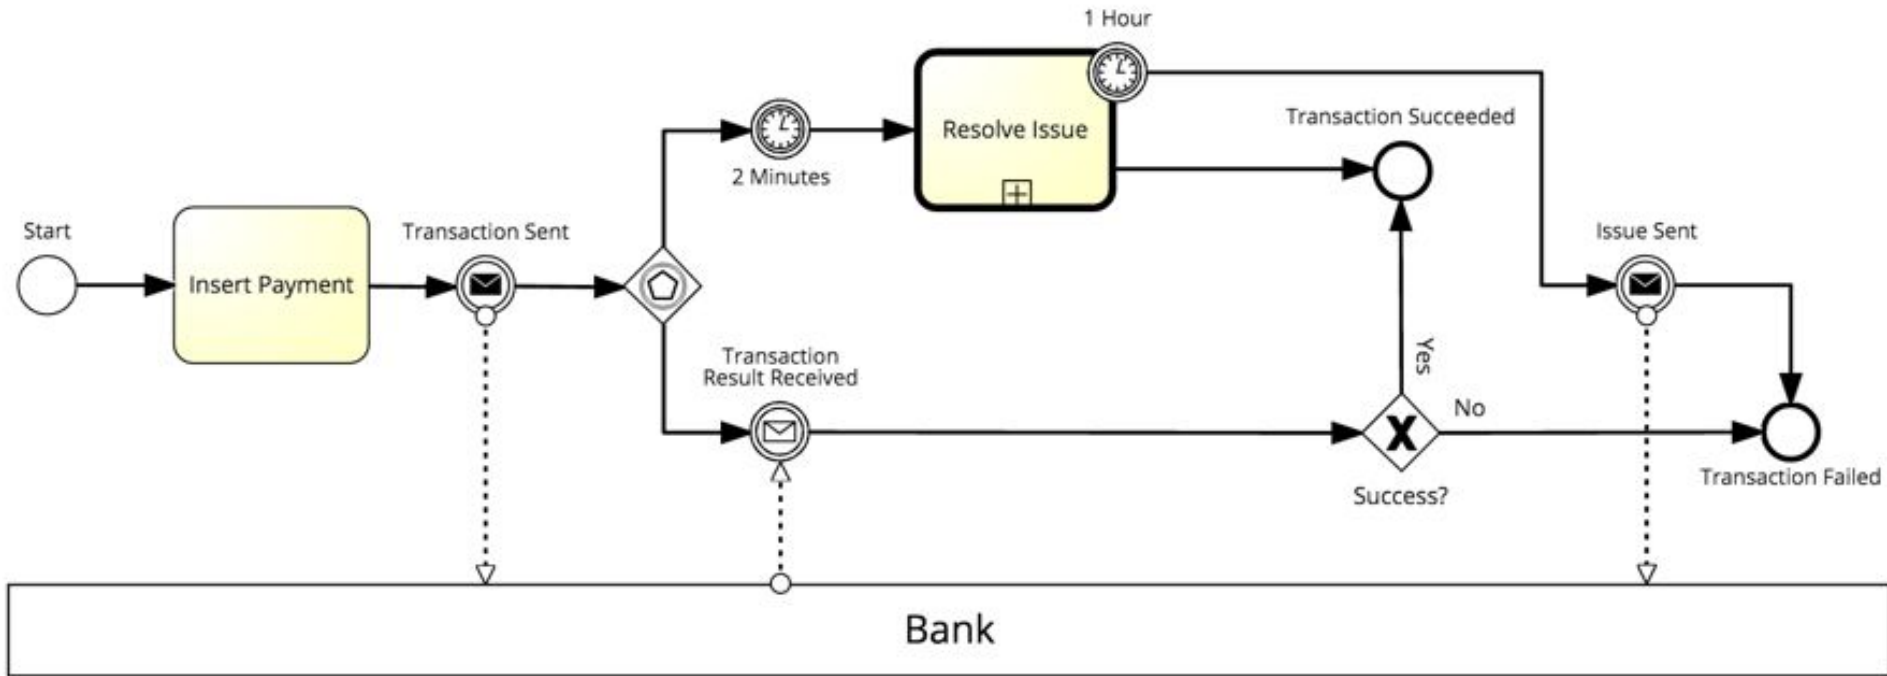 1 Hour
Transaction Succeeded
Resolve Issue
2 Minutes
Start
Transaction Sent
Issue Sent
Insert Payment
Transaction
Result Received
Yes
No
Transaction Failed
Success?
Bank